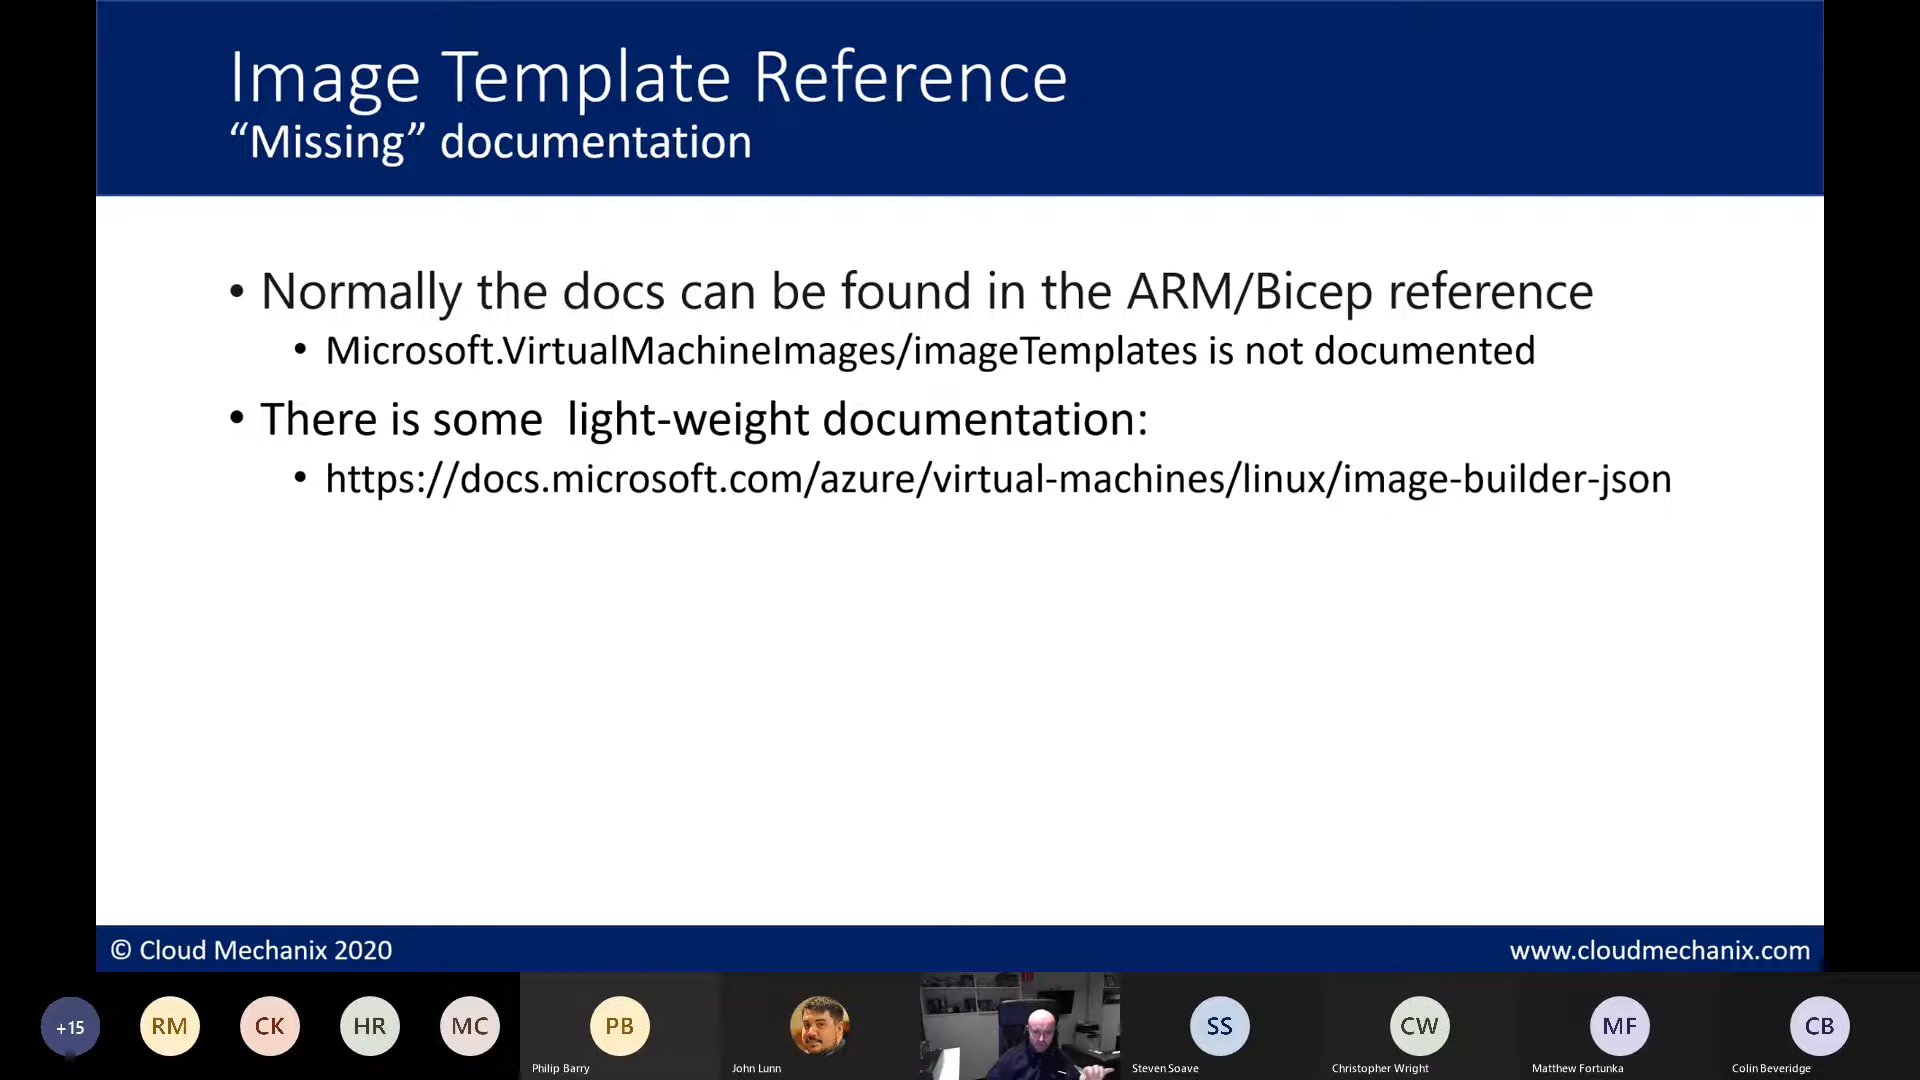 Image Template Reference
“Missing” documentation
• Normally the docs can be found in the ARM/Bicep reference
• Microsoft.VirtualMachineImages/imageTemplates is not documented
• There is some  light-weight documentation:
• https://docs.microsoft.com/azure/virtual-machines/linux/image-builder-json
© Cloud Mechanix 2020
www.cloudmechanix.com
+15
RM
CK
HR
MC
PB
SS
CW
MF
CB
Philip Barry
John Lunn
Steven Soave
Christopher Wright
Matthew Fortunka
Colin Beveridge